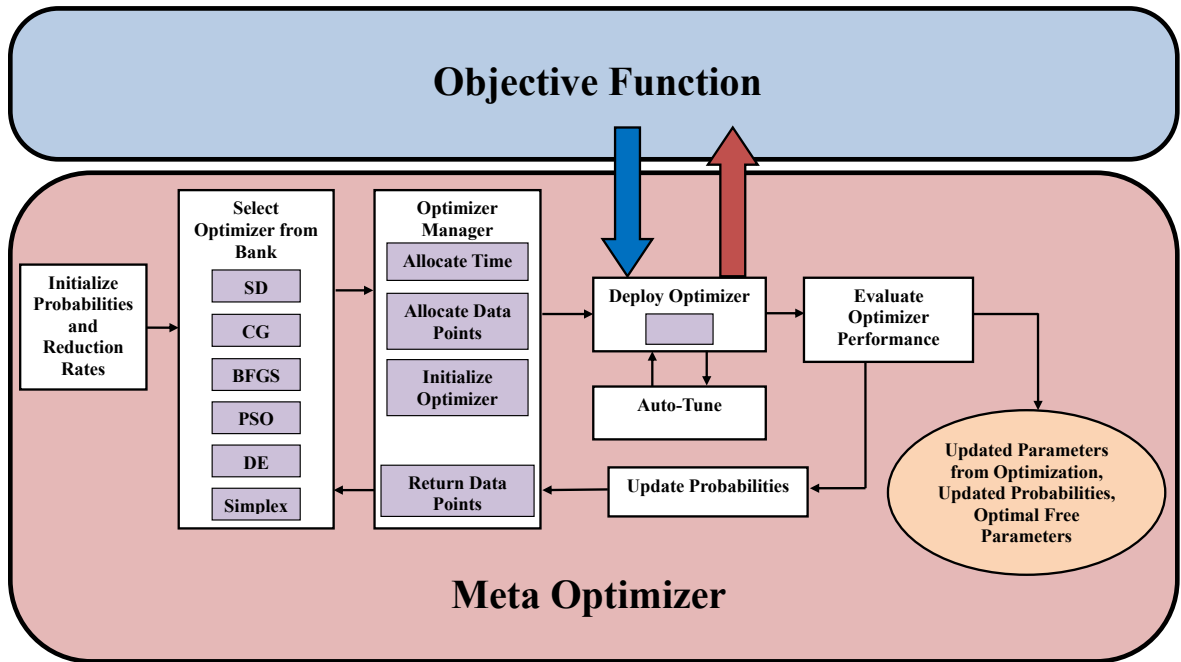 Objective Function
Initialize
Probabilities
and
Reduction
Rates
Select
Optimizer from
Bank
SD
CG
BFGS
PSO
DE
Simplex
Optimizer
Manager
Allocate Time
Allocate Data
Points
Initialize
Optimizer
Return Data
Points
Deploy Optimizer
Auto-Tune
Update Probabilities
Evaluate
Optimizer
Performance
Updated Parameters
from Optimization,
Updated Probabilities,
Optimal Free
Parameters
Meta Optimizer